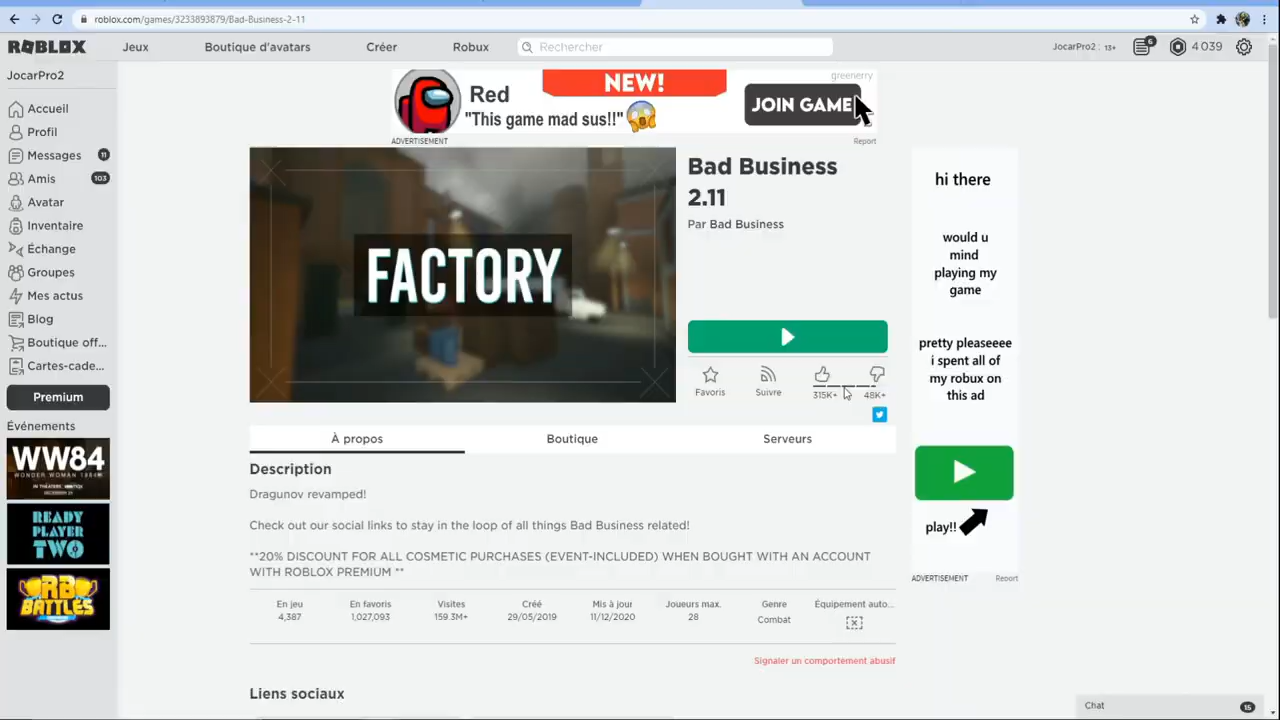 roblox.com/games/3233893879/Bad-Business-2-11
ROBLOX
Jeux
Boutique d'avatars
Créer
Robux
Rechercher
JocarPro2 : 13+
6
4 039
JocarPro2
Accueil
Profil
Messages 11
Amis 103
Avatar
Inventaire
Échange
Groupes
Mes actus
Blog
Boutique off...
Cartes-cade...
Premium
Événements
WW84
WONDER WOMAN 1984
READY
PLAYER
TWO
RB
BATTLES
Red
"This game mad sus!!"
NEW!
greenerry
JOIN GAME
ADVERTISEMENT
Report
FACTORY
Bad Business
2.11
Par Bad Business
Favoris
Suivre
315K+
48K+
À propos
Boutique
Serveurs
Description
Dragunov revamped!
Check out our social links to stay in the loop of all things Bad Business related!
**20% DISCOUNT FOR ALL COSMETIC PURCHASES (EVENT-INCLUDED) WHEN BOUGHT WITH AN ACCOUNT
WITH ROBLOX PREMIUM **
En jeu
4,387
En favoris
1,027,093
Visites
159.3M+
Créé
29/05/2019
Mis à jour
11/12/2020
Joueurs max.
28
Genre
Combat
Équipement auto...
Signaler un comportement abusif
Liens sociaux
hi there
would u
mind
playing my
game
pretty pleaseeee
i spent all of
my robux on
this ad
play!!
ADVERTISEMENT
Report
Chat
15